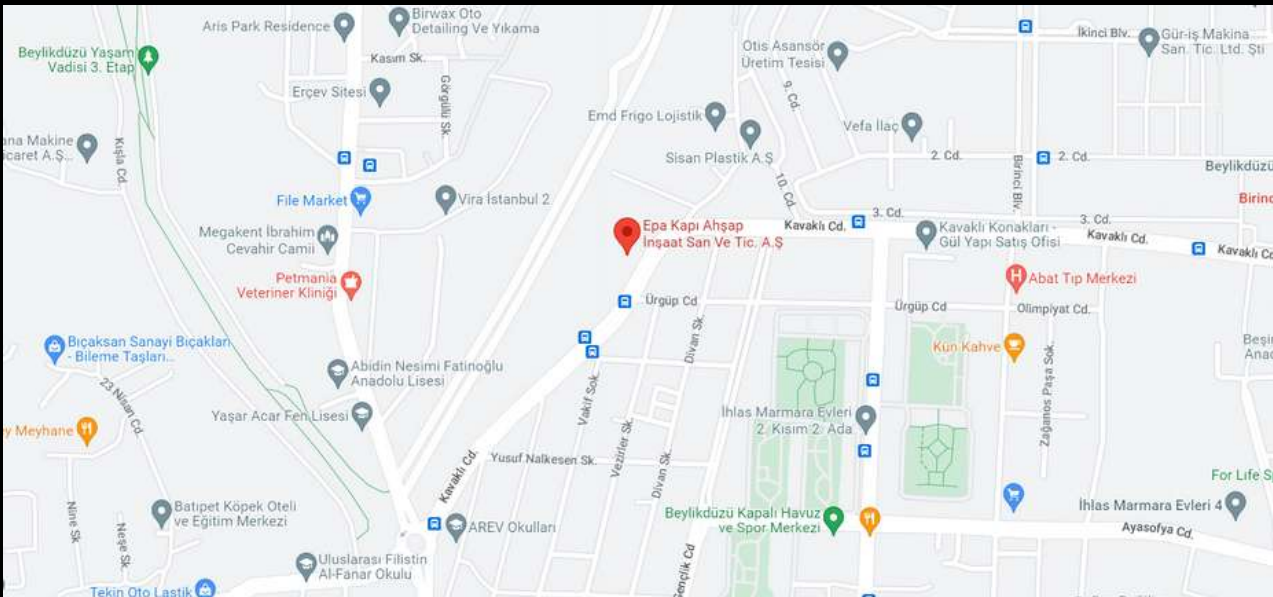 Aris Park Residence
Birwax Oto
Detailing Ve Yıkama
Beylikdüzü Yaşam
Vadisi 3. Etap
Kasım Sk.
Görgülü Sk.
Erçev Sitesi
Otis Asansör
Üretim Tesisi
İkinci Blv.
Gür-iş Makina
San. Tic. Ltd. Şti
9. Cd.
Emd Frigo Lojistik
Vefa İlaç
Sisan Plastik A.Ş
2. Cd.
2. Cd.
Birinci Blv.
Beylikdüzü
ana Makine
icaret A.Ş...
Kışla Cd.
File Market
Vira İstanbul 2
10. Cd.
3. Cd.
3. Cd.
Birinc
Megakent İbrahim
Cevahir Camii
Epa Kapı Ahşap
İnşaat San Ve Tic. A.Ş
Kavaklı Cd.
Kavaklı Konakları -
Gül Yapı Satış Ofisi
Kavaklı Cd.
Kavaklı Cd
Petmania
Veteriner Kliniği
Abat Tıp Merkezi
Ürgüp Cd
Ürgüp Cd
Olimpiyat Cd.
Bıçaksan Sanayi Bıçakları
- Bileme Taşları...
Divan Sk.
Kün Kahve
Beşir
Anad
Abidin Nesimi Fatinoğlu
Anadolu Lisesi
23 Nisan Cd.
Vakıf Sok.
Zağanos Paşa Sok.
Yaşar Acar Fen Lisesi
İhlas Marmara Evleri
2. Kısım 2. Ada
ey Meyhane
Vezirler Sk.
Kavaklı Cd.
Yusuf Nalkesen Sk.
Divan Sk.
For Life Sp
Nine Sk
Neşe Sk.
Batıpet Köpek Oteli
ve Eğitim Merkezi
AREV Okulları
Beylikdüzü Kapalı Havuz
ve Spor Merkezi
İhlas Marmara Evleri 4
Ayasofya Cd.
Uluslararası Filistin
Al-Fanar Okulu
Gençlik Cd
Tekin Oto Lastik